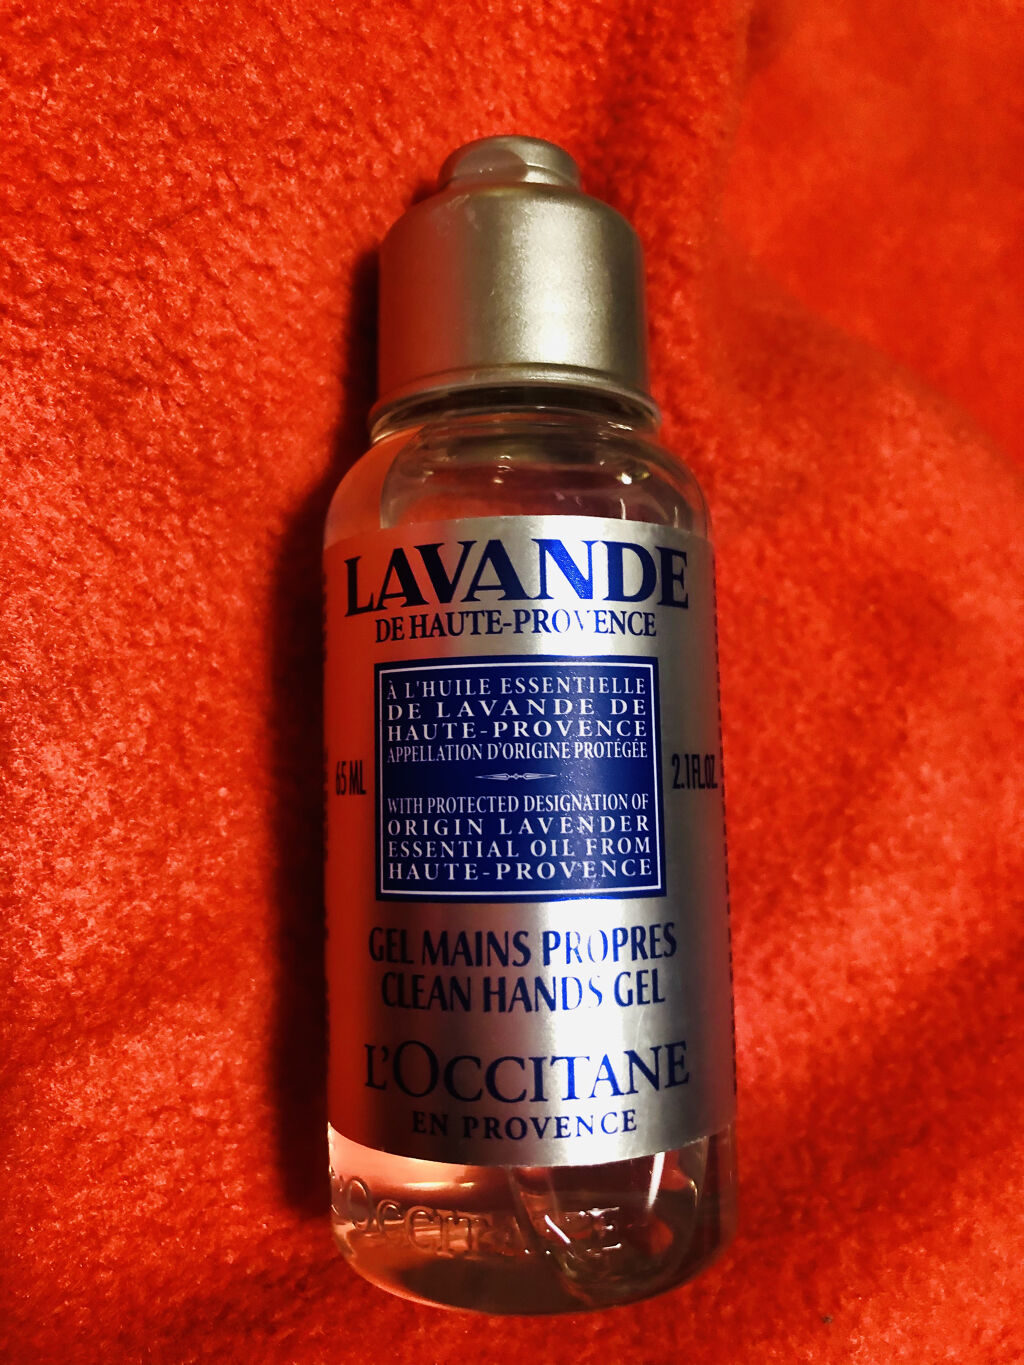 LAVANDE
DE HAUTE-PROVENCE
À L'HUILE ESSENTIELLE
DE LAVANDE DE
HAUTE-PROVENCE
APPELLATION D'ORIGINE PROTÉGÉE
65 ML
2.1FL.OZ.
WITH PROTECTED DESIGNATION OF
ORIGIN LAVENDER
ESSENTIAL OIL FROM
HAUTE-PROVENCE
GEL MAINS PROPRES
CLEAN HANDS GEL
L'OCCITANE
EN PROVENCE
L'OCCITANE